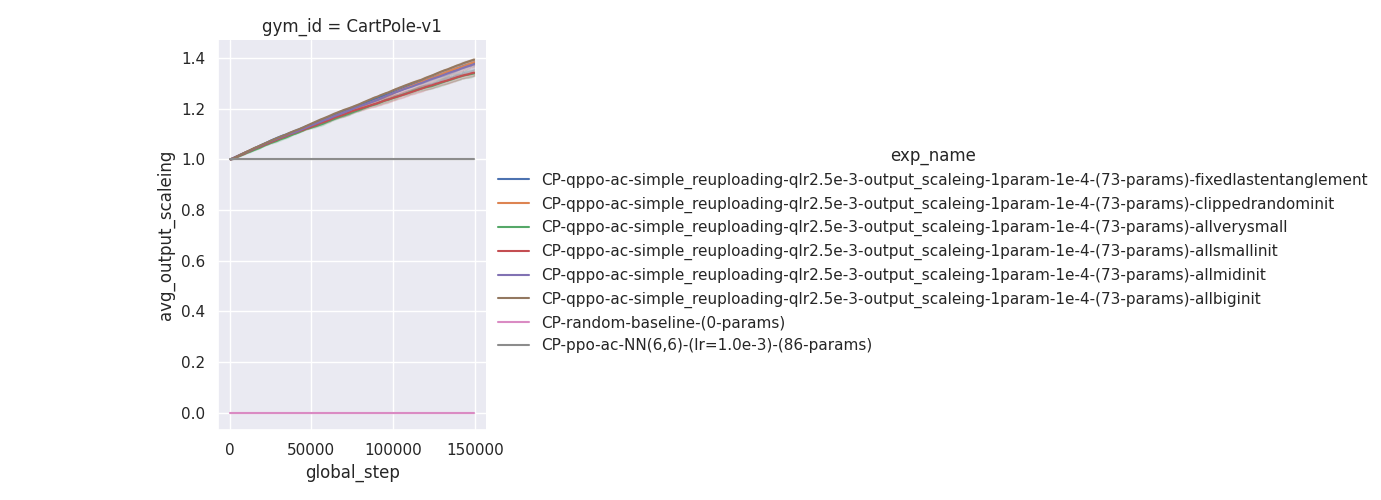 gym_id = CartPole-v1
1.4
1.2
1.0
0.8
0.6
0.4
0.2
0.0
avg_output_scaleing
0 50000 100000 150000
global_step
exp_name
CP-qppo-ac-simple_reuploading-qlr2.5e-3-output_scaleing-1param-1e-4-(73-params)-fixedlastentanglement
CP-qppo-ac-simple_reuploading-qlr2.5e-3-output_scaleing-1param-1e-4-(73-params)-clippedrandominit
CP-qppo-ac-simple_reuploading-qlr2.5e-3-output_scaleing-1param-1e-4-(73-params)-allverysmall
CP-qppo-ac-simple_reuploading-qlr2.5e-3-output_scaleing-1param-1e-4-(73-params)-allsmallinit
CP-qppo-ac-simple_reuploading-qlr2.5e-3-output_scaleing-1param-1e-4-(73-params)-allmidinit
CP-qppo-ac-simple_reuploading-qlr2.5e-3-output_scaleing-1param-1e-4-(73-params)-allbiginit
CP-random-baseline-(0-params)
CP-ppo-ac-NN(6,6)-(lr=1.0e-3)-(86-params)